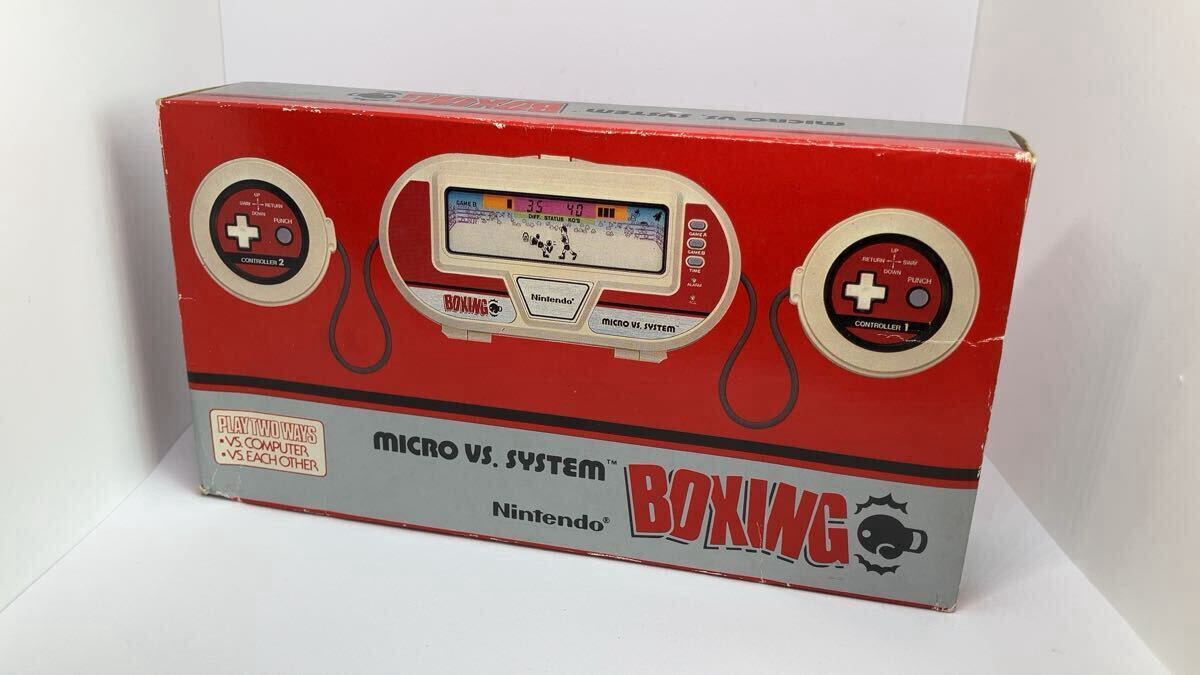 MICRO VS. SYSTEM
BOXING
UP
SWAY
RETURN
DOWN
PUNCH
CONTROLLER 2
GAME B
35
40
DIFF. STATUS KO'S
GAME A
GAME B
TIME
ALARM
BOXING
Nintendo®
MICRO VS. SYSTEM™
UP
RETURN
SWAY
DOWN
PUNCH
CONTROLLER 1
PLAY TWO WAYS
• VS. COMPUTER
• VS. EACH OTHER
MICRO VS. SYSTEM™
Nintendo®
BOXING